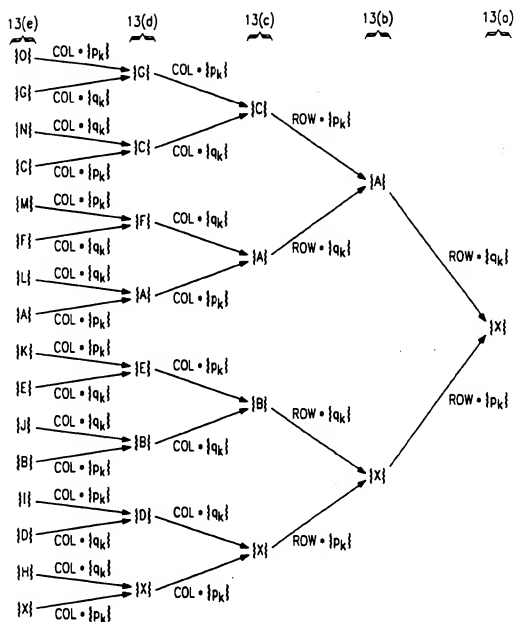 13(e) 13(d) 13(c) 13(b) 13(a)
{O} COL • {pk}
{G} COL • {qk}
{N} COL • {qk}
{C} COL • {pk}
{M} COL • {pk}
{F} COL • {qk}
{L} COL • {qk}
{A} COL • {pk}
{K} COL • {pk}
{E} COL • {qk}
{J} COL • {qk}
{B} COL • {pk}
{I} COL • {pk}
{D} COL • {qk}
{H} COL • {qk}
{X} COL • {pk}
{G} COL • {pk}
{C} COL • {qk}
{F} COL • {qk}
{A} COL • {pk}
{E} COL • {pk}
{B} COL • {qk}
{D} COL • {qk}
{X} COL • {pk}
{C} ROW • {pk}
{A} ROW • {qk}
{B} ROW • {qk}
{X} ROW • {pk}
{A} ROW • {qk}
{X} ROW • {pk}
{X}